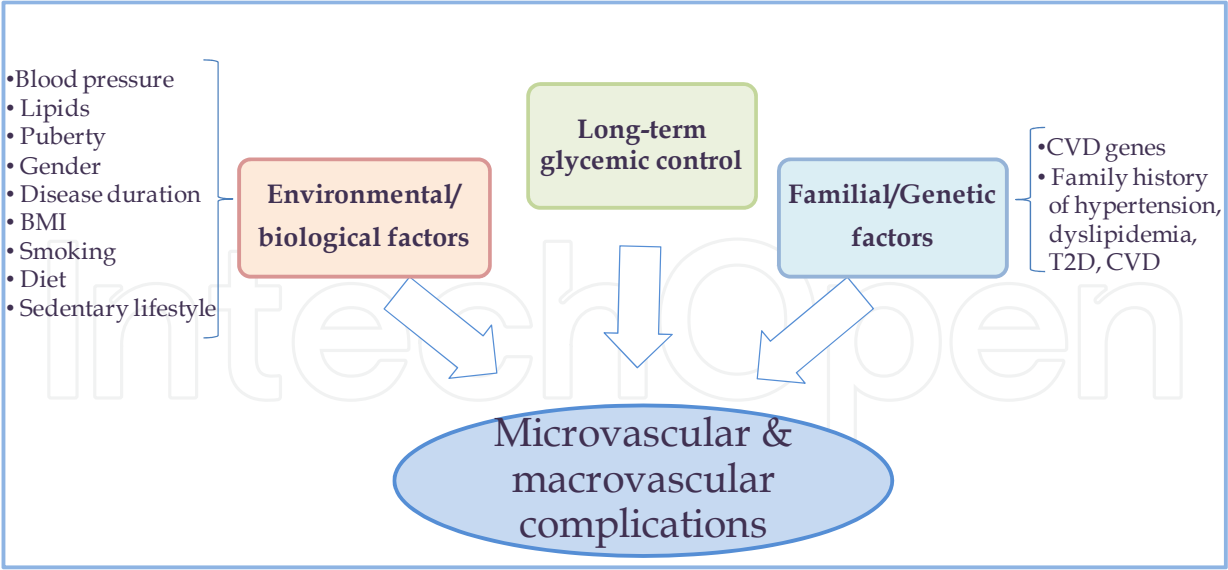 •Blood pressure
• Lipids
• Puberty
• Gender
• Disease duration
• BMI
• Smoking
• Diet
• Sedentary lifestyle
Environmental/
biological factors
Long-term
glycemic control
Familial/Genetic
factors
•CVD genes
• Family history
of hypertension,
dyslipidemia,
T2D, CVD
Microvascular &
macrovascular
complications
IntechOpen